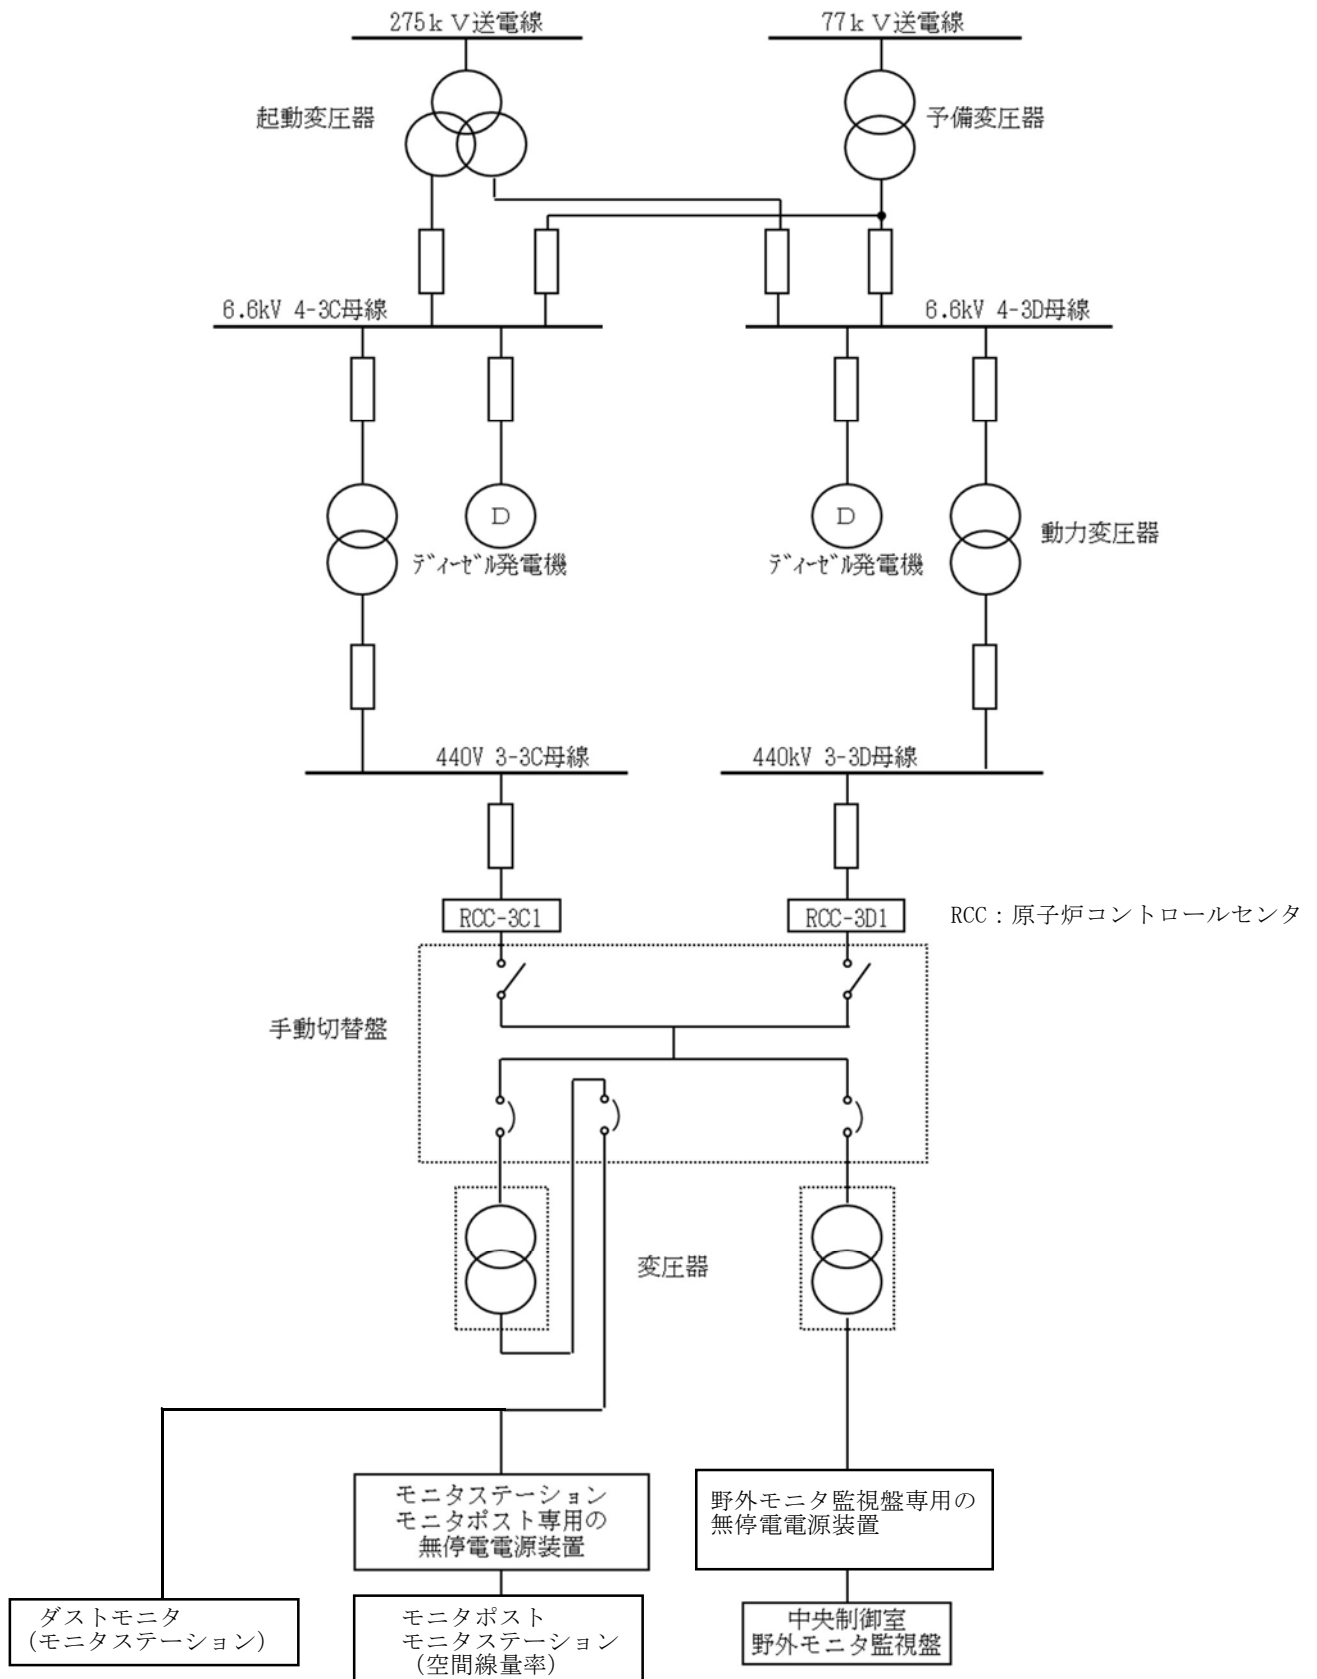 275kV送電線
77kV送電線
起動変圧器
予備変圧器
6.6kV 4-3C母線
6.6kV 4-3D母線
D
D
動力変圧器
ディーゼル発電機
ディーゼル発電機
440V 3-3C母線
440kV 3-3D母線
RCC-3C1
RCC-3D1
RCC：原子炉コントロールセンタ
手動切替盤
変圧器
モニタステーション
モニタポスト専用の
無停電電源装置
野外モニタ監視盤専用の
無停電電源装置
ダストモニタ
（モニタステーション）
モニタポスト
モニタステーション
（空間線量率）
中央制御室
野外モニタ監視盤